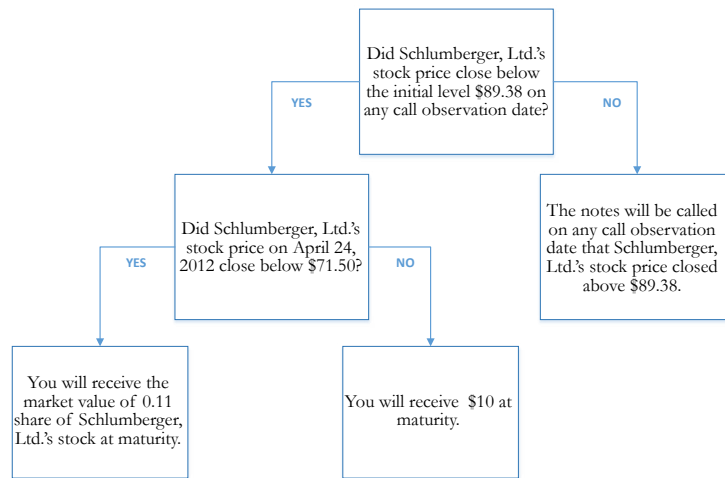 Did Schlumberger, Ltd.'s
stock price close below
the initial level $89.38 on
any call observation date?
YES
NO
Did Schlumberger, Ltd.'s
stock price on April 24,
2012 close below $71.50?
The notes will be called
on any call observation
date that Schlumberger,
Ltd.'s stock price closed
above $89.38.
YES
NO
You will receive the
market value of 0.11
share of Schlumberger,
Ltd.'s stock at maturity.
You will receive $10 at
maturity.